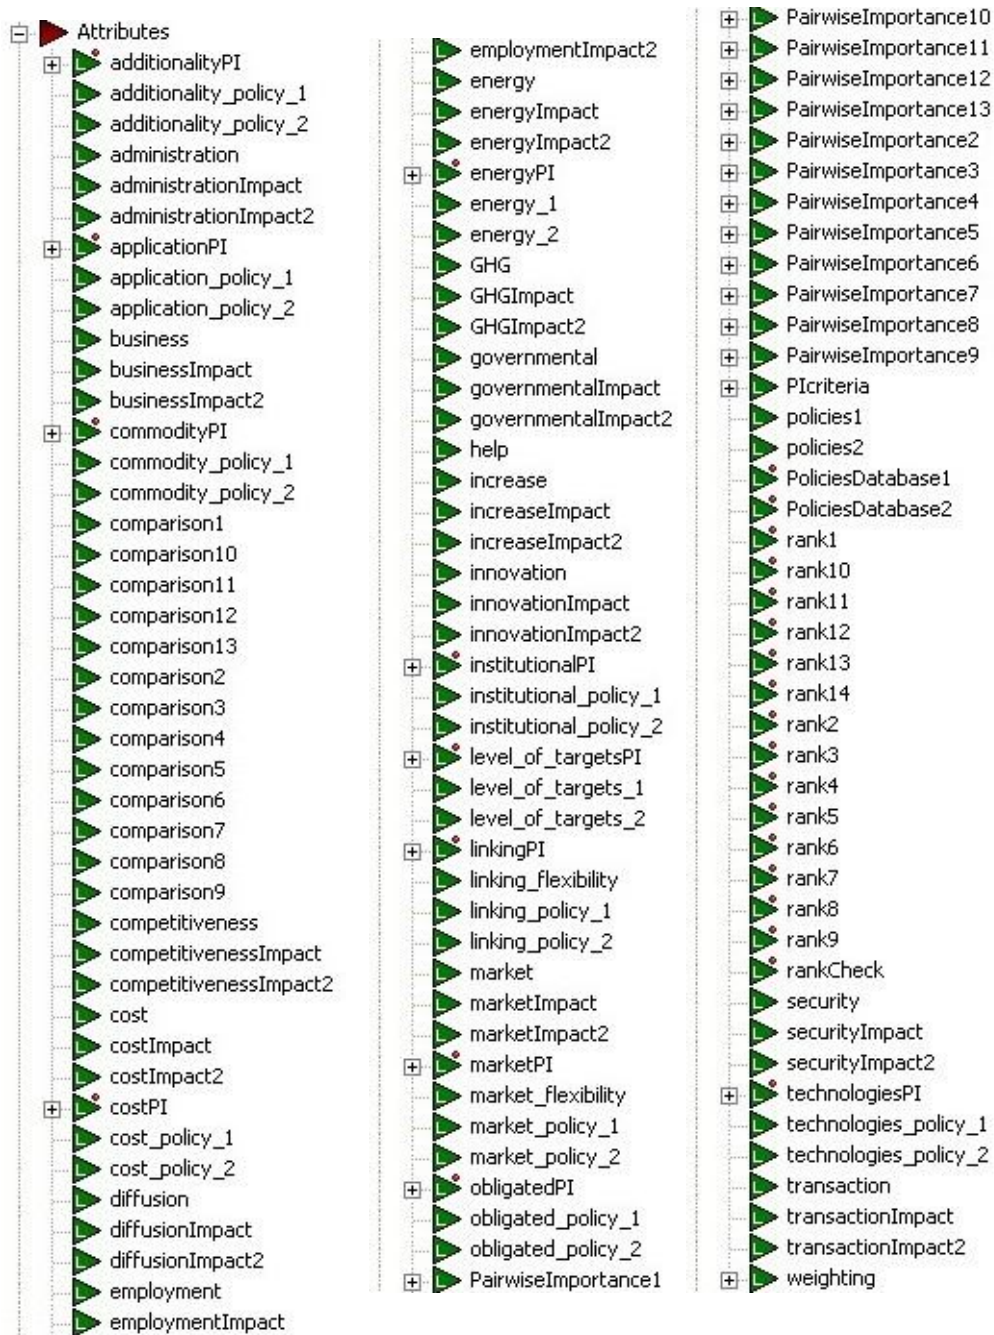 Attributes
additionalityPI
additionality_policy_1
additionality_policy_2
administration
administrationImpact
administrationImpact2
applicationPI
application_policy_1
application_policy_2
business
businessImpact
businessImpact2
commodityPI
commodity_policy_1
commodity_policy_2
comparison1
comparison10
comparison11
comparison12
comparison13
comparison2
comparison3
comparison4
comparison5
comparison6
comparison7
comparison8
comparison9
competitiveness
competitivenessImpact
competitivenessImpact2
cost
costImpact
costImpact2
costPI
cost_policy_1
cost_policy_2
diffusion
diffusionImpact
diffusionImpact2
employment
employmentImpact
employmentImpact2
energy
energyImpact
energyImpact2
energyPI
energy_1
energy_2
GHG
GHGImpact
GHGImpact2
governmental
governmentalImpact
governmentalImpact2
help
increase
increaseImpact
increaseImpact2
innovation
innovationImpact
innovationImpact2
institutionalPI
institutional_policy_1
institutional_policy_2
level_of_targetsPI
level_of_targets_1
level_of_targets_2
linkingPI
linking_flexibility
linking_policy_1
linking_policy_2
market
marketImpact
marketImpact2
marketPI
market_flexibility
market_policy_1
market_policy_2
obligatedPI
obligated_policy_1
obligated_policy_2
PairwiseImportance1
PairwiseImportance10
PairwiseImportance11
PairwiseImportance12
PairwiseImportance13
PairwiseImportance2
PairwiseImportance3
PairwiseImportance4
PairwiseImportance5
PairwiseImportance6
PairwiseImportance7
PairwiseImportance8
PairwiseImportance9
PIcriteria
policies1
policies2
PoliciesDatabase1
PoliciesDatabase2
rank1
rank10
rank11
rank12
rank13
rank14
rank2
rank3
rank4
rank5
rank6
rank7
rank8
rank9
rankCheck
security
securityImpact
securityImpact2
technologiesPI
technologies_policy_1
technologies_policy_2
transaction
transactionImpact
transactionImpact2
weighting